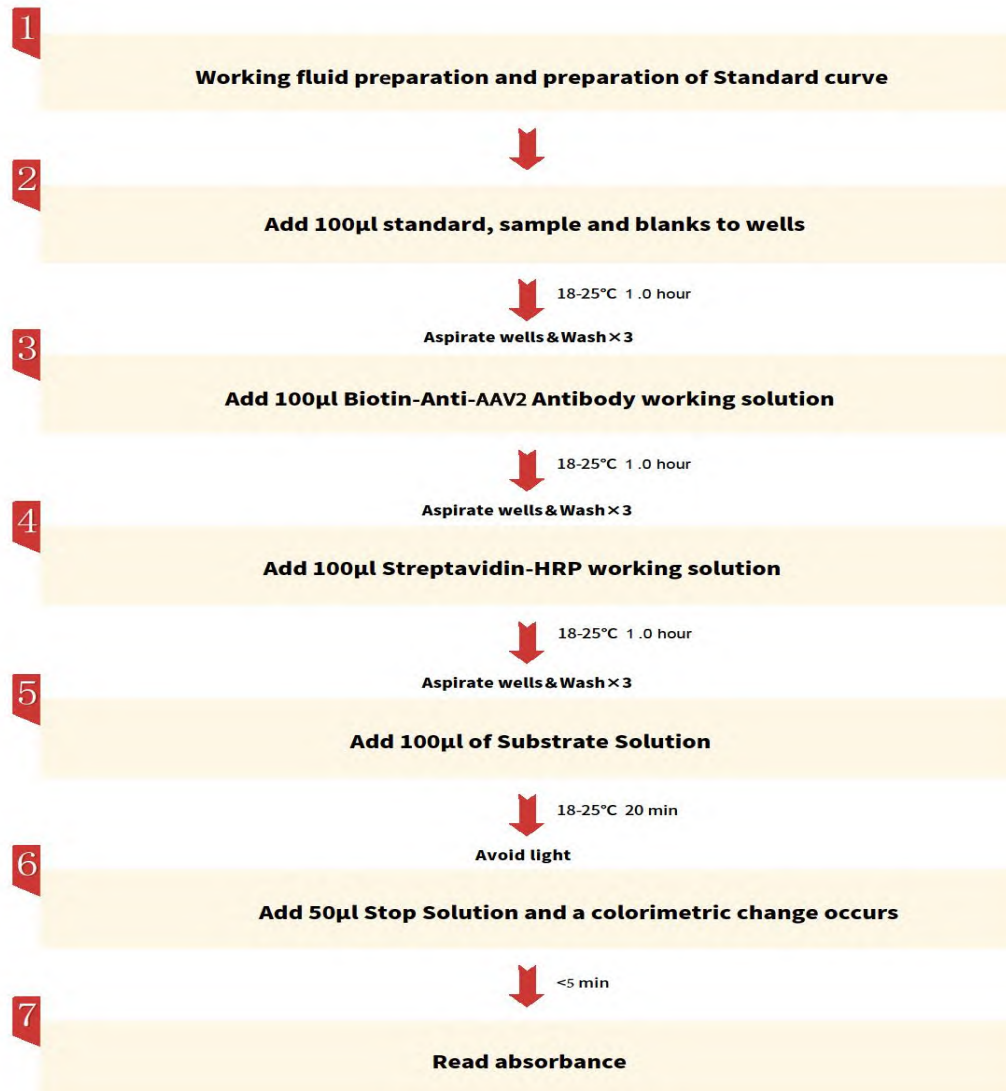 1
Working fluid preparation and preparation of Standard curve
2
Add 100μl standard, sample and blanks to wells
18-25℃ 1 .0 hour
Aspirate wells&Wash×3
3
Add 100μl Biotin-Anti-AAV2 Antibody working solution
18-25℃ 1 .0 hour
Aspirate wells&Wash×3
4
Add 100μl Streptavidin-HRP working solution
18-25℃ 1 .0 hour
Aspirate wells&Wash×3
5
Add 100μl of Substrate Solution
18-25℃ 20 min
Avoid light
6
Add 50μl Stop Solution and a colorimetric change occurs
<5 min
7
Read absorbance